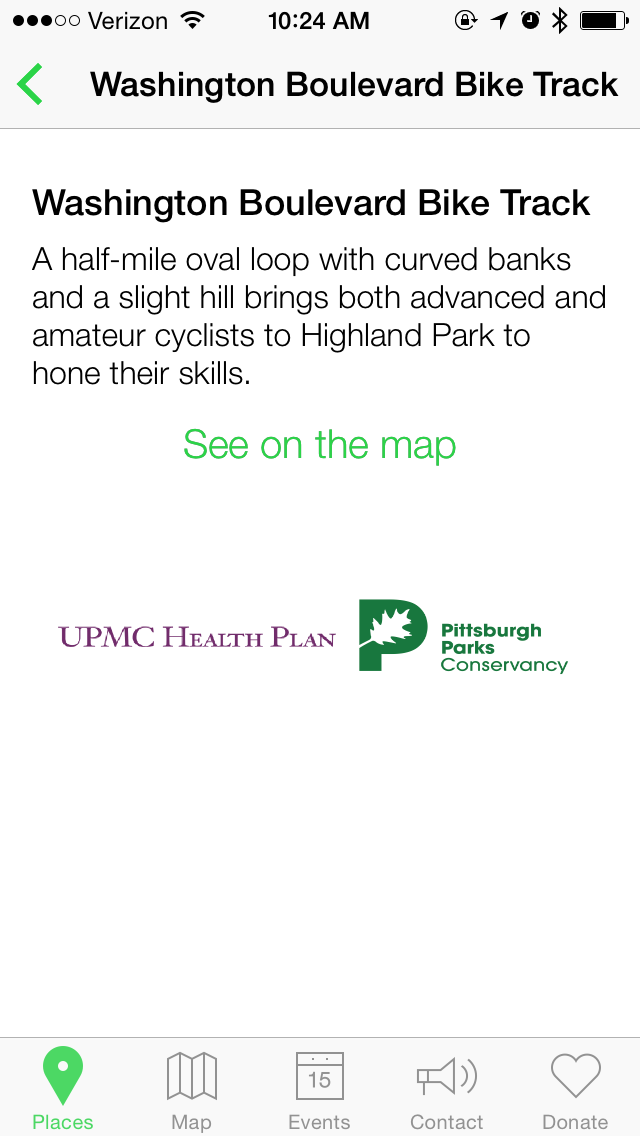 Verizon 10:24 AM
Washington Boulevard Bike Track
Washington Boulevard Bike Track
A half-mile oval loop with curved banks
and a slight hill brings both advanced and
amateur cyclists to Highland Park to
hone their skills.
See on the map
UPMC HEALTH PLAN
Pittsburgh
Parks
Conservancy
15
Places Map Events Contact Donate